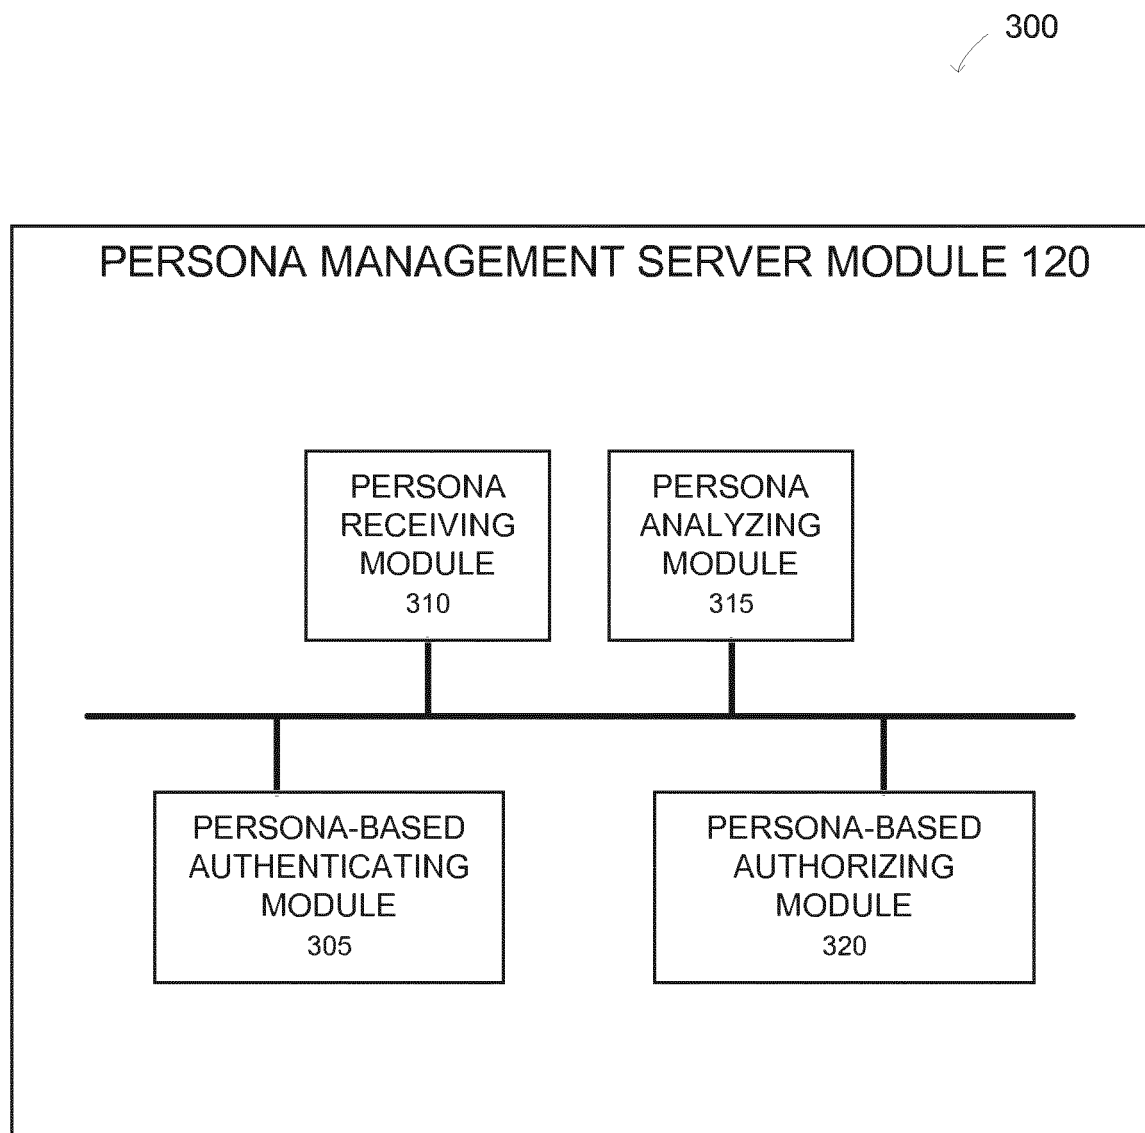 300
PERSONA MANAGEMENT SERVER MODULE 120
PERSONA
RECEIVING
MODULE
310
PERSONA
ANALYZING
MODULE
315
PERSONA-BASED
AUTHENTICATING
MODULE
305
PERSONA-BASED
AUTHORIZING
MODULE
320